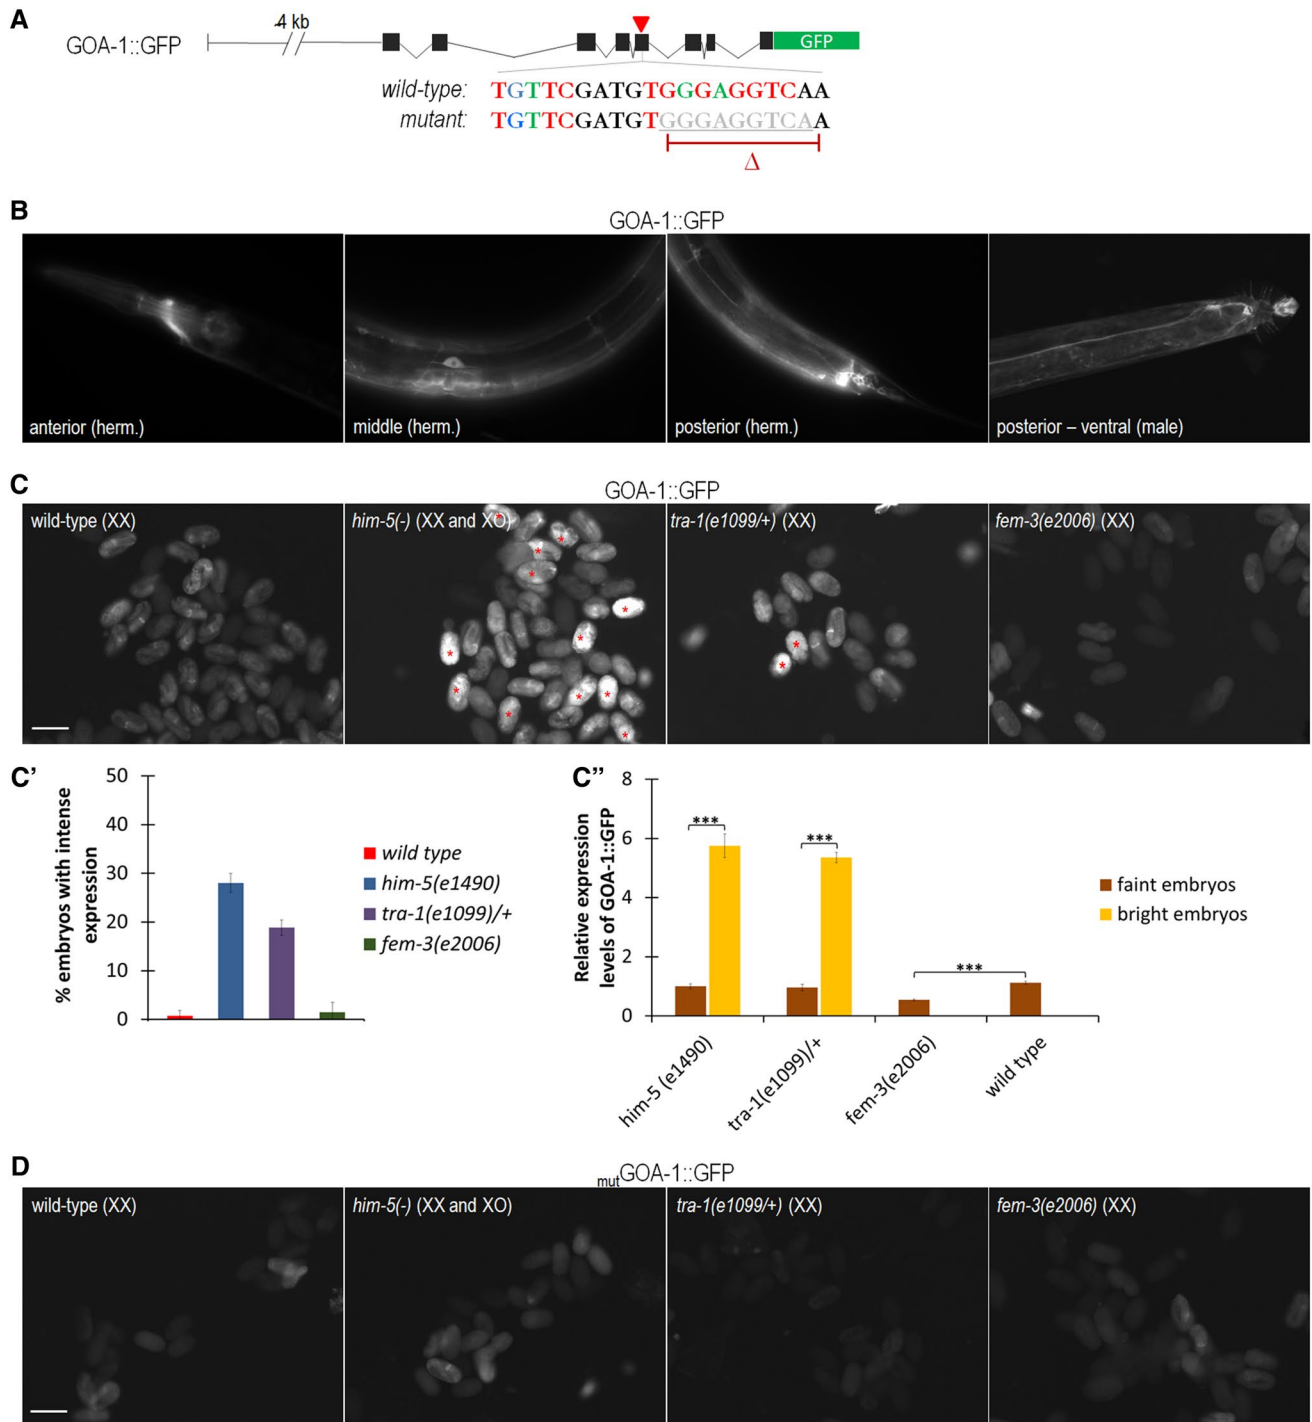 A
.4 kb
GOA-1::GFP
GFP
wild-type: TGTTCGATGTGGGAGGTCAA
mutant: TGTTCGATGTGGGAGGTCAA
Δ
B
GOA-1::GFP
anterior (herm.)
middle (herm.)
posterior (herm.)
posterior – ventral (male)
C
GOA-1::GFP
wild-type (XX)
him-5(-) (XX and XO)
tra-1(e1099/+) (XX)
fem-3(e2006) (XX)
C'
% embryos with intense
expression
50
40
30
20
10
0
wild type
him-5(e1490)
tra-1(e1099)/+
fem-3(e2006)
C"
Relative expression
levels of GOA-1::GFP
8
6
4
2
0
***
***
***
faint embryos
bright embryos
him-5 (e1490)
tra-1(e1099)/+
fem-3(e2006)
wild type
D
mutGOA-1::GFP
wild-type (XX)
him-5(-) (XX and XO)
tra-1(e1099/+) (XX)
fem-3(e2006) (XX)